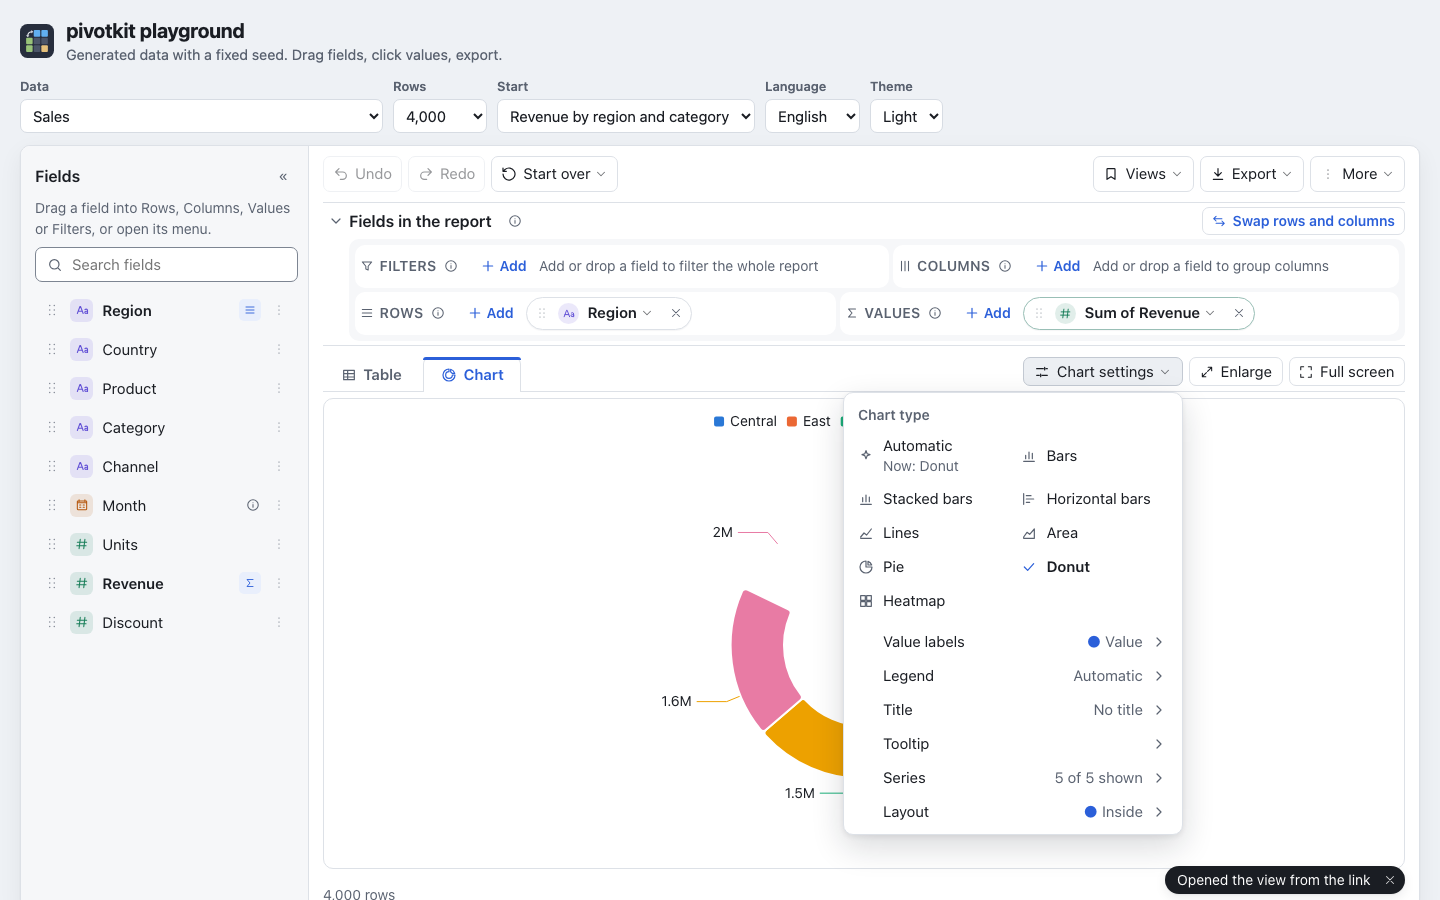 pivotkit playground
Generated data with a fixed seed. Drag fields, click values, export.
Data
Rows
Start
Language
Theme
Sales
4,000
Revenue by region and category
English
Light
Fields
«
Drag a field into Rows, Columns, Values
or Filters, or open its menu.
Search fields
Aa Region
Aa Country
Aa Product
Aa Category
Aa Channel
Month
# Units
# Revenue Σ
# Discount
Undo
Redo
Start over
Views
Export
More
Fields in the report
Swap rows and columns
FILTERS
+ Add
Add or drop a field to filter the whole report
COLUMNS
+ Add
Add or drop a field to group columns
ROWS
+ Add
Aa Region
Σ VALUES
+ Add
# Sum of Revenue
Table
Chart
Chart settings
Enlarge
Full screen
Central
East
2M
1.6M
1.5M
Chart type
Automatic
Now: Donut
Bars
Stacked bars
Horizontal bars
Lines
Area
Pie
Donut
Heatmap
Value labels
Value
Legend
Automatic
Title
No title
Tooltip
Series
5 of 5 shown
Layout
Inside
4,000 rows
Opened the view from the link